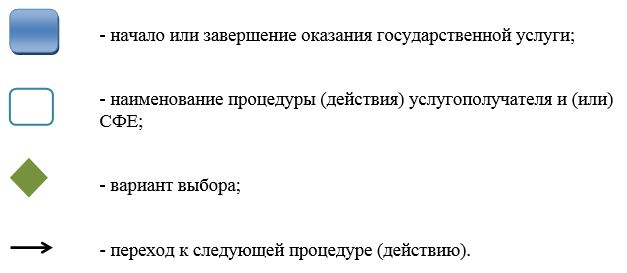 - начало или завершение оказания государственной услуги;
- наименование процедуры (действия) услугополучателя и (или)
СФЕ;
- вариант выбора;
- переход к следующей процедуре (действию).